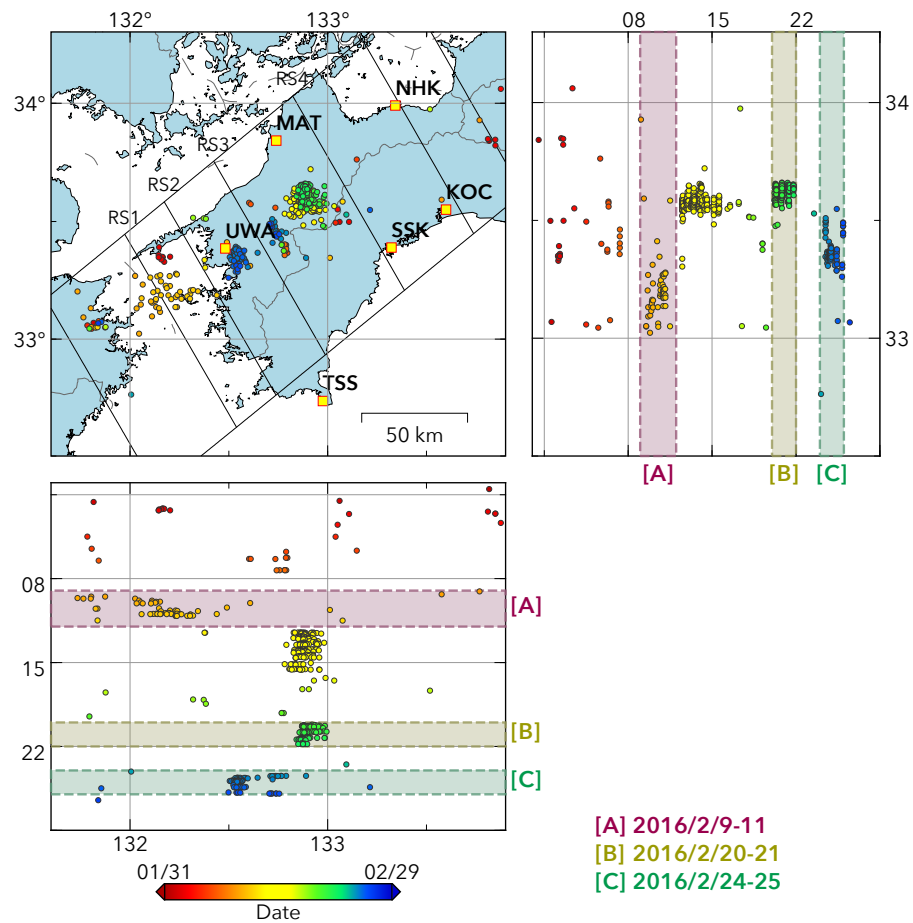 132° 133°
08 15 22
34°
33°
RS4
NHK
MAT
RS3
RS2
KOC
RS1
UWA
SSK
TSS
50 km
34
33
[A] [B] [C]
08
15
22
[A]
[B]
[C]
132 133
01/31 02/29
Date
[A] 2016/2/9-11
[B] 2016/2/20-21
[C] 2016/2/24-25